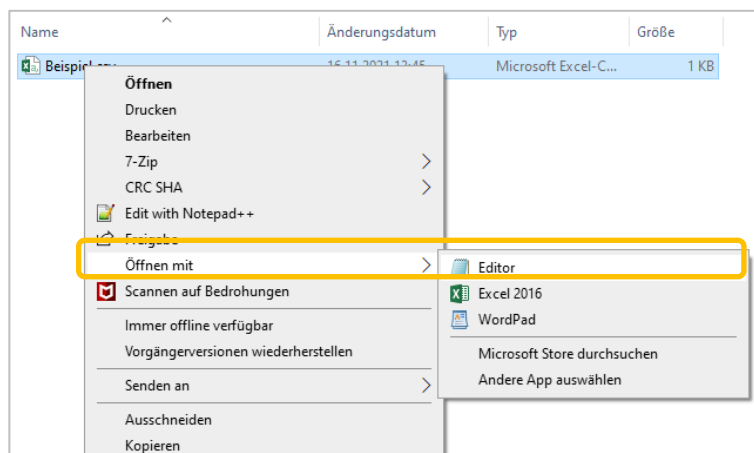 Name Änderungsdatum Typ Größe
Microsoft Excel-C... 1 KB
Öffnen
Drucken
Bearbeiten
7-Zip
CRC SHA
Edit with Notepad++
Freigabe
Öffnen mit
Scannen auf Bedrohungen
Immer offline verfügbar
Vorgängerversionen wiederherstellen
Senden an
Ausschneiden
Kopieren
Editor
Excel 2016
WordPad
Microsoft Store durchsuchen
Andere App auswählen